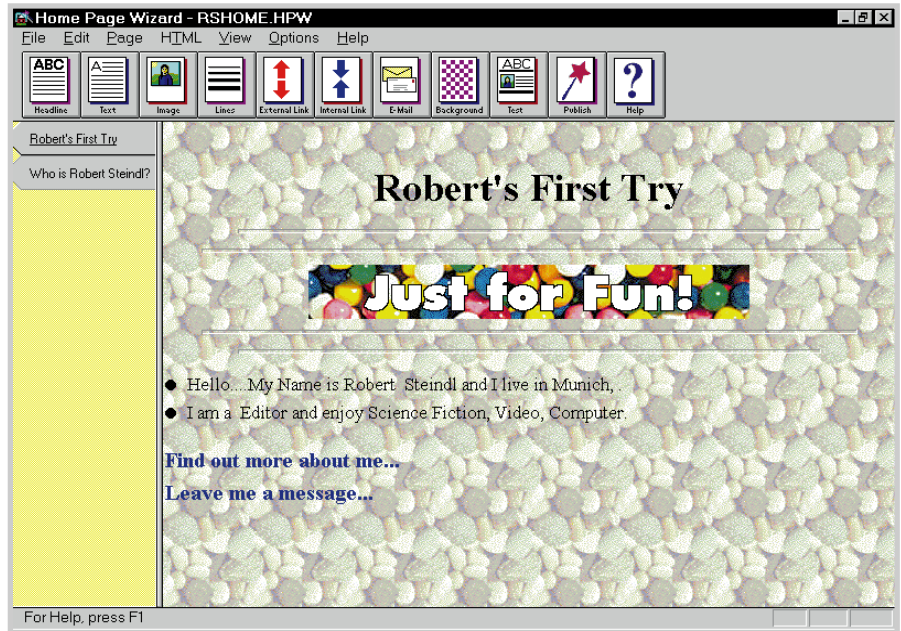 Home Page Wizard - RSHOME.HPW
File Edit Page HTML View Options Help
ABC A ABC ?
Headline Text Image Lines External Link Internal Link E-Mail Background Test Publish Help
Robert's First Try
Who is Robert Steindl?
Robert's First Try
Just for Fun!
Hello....My Name is Robert Steindl and I live in Munich, .
I am a Editor and enjoy Science Fiction, Video, Computer.
Find out more about me...
Leave me a message...
For Help, press F1